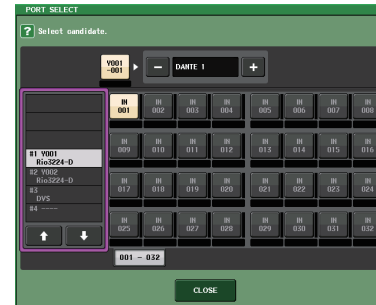 PORT SELECT
? Select candidate.
Y001
-001
−
DANTE 1
+
IN
001
IN
002
IN
003
IN
004
IN
005
IN
006
IN
007
IN
008
IN
009
IN
010
IN
011
IN
012
IN
013
IN
014
IN
015
IN
016
#1 Y001
Rio3224-D
#2 Y002
Rio3224-D
#3
DVS
#4 ----
IN
017
IN
018
IN
019
IN
020
IN
021
IN
022
IN
023
IN
024
IN
025
IN
026
IN
027
IN
028
IN
029
IN
030
IN
031
IN
032
001 - 032
CLOSE